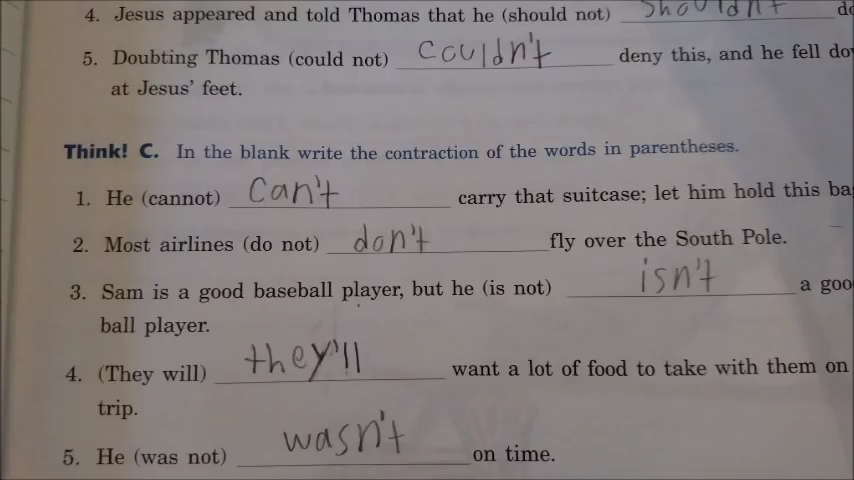 4. Jesus appeared and told Thomas that he (should not) shouldn't
5. Doubting Thomas (could not) couldn't deny this, and he fell
at Jesus' feet.
Think! C. In the blank write the contraction of the words in parentheses.
1. He (cannot) can't carry that suitcase; let him hold this
2. Most airlines (do not) don't fly over the South Pole.
3. Sam is a good baseball player, but he (is not) isn't a
ball player.
4. (They will) they'll want a lot of food to take with them on
trip.
5. He (was not) wasn't on time.